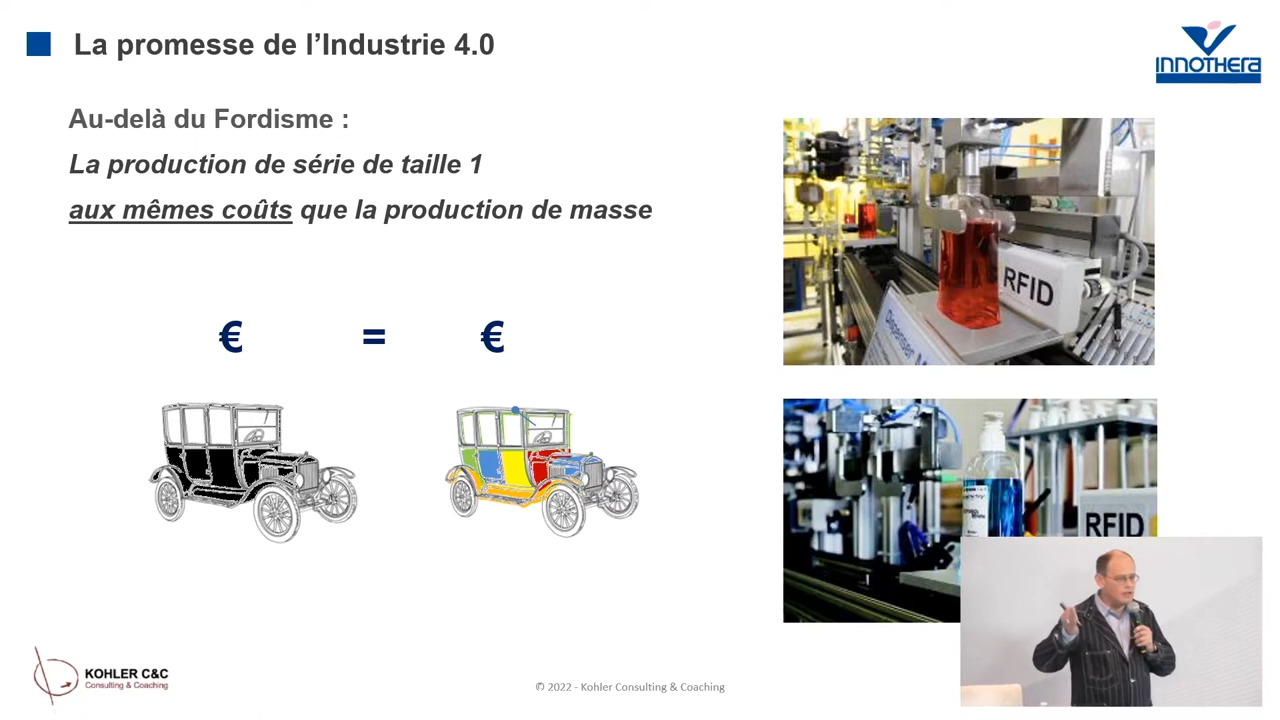 La promesse de l'Industrie 4.0
INNOTHERA
Au-delà du Fordisme :
La production de série de taille 1
aux mêmes coûts que la production de masse
€ = €
RFID
Dispenser
RFID
KOHLER C&C
Consulting & Coaching
© 2022 - Kohler Consulting & Coaching